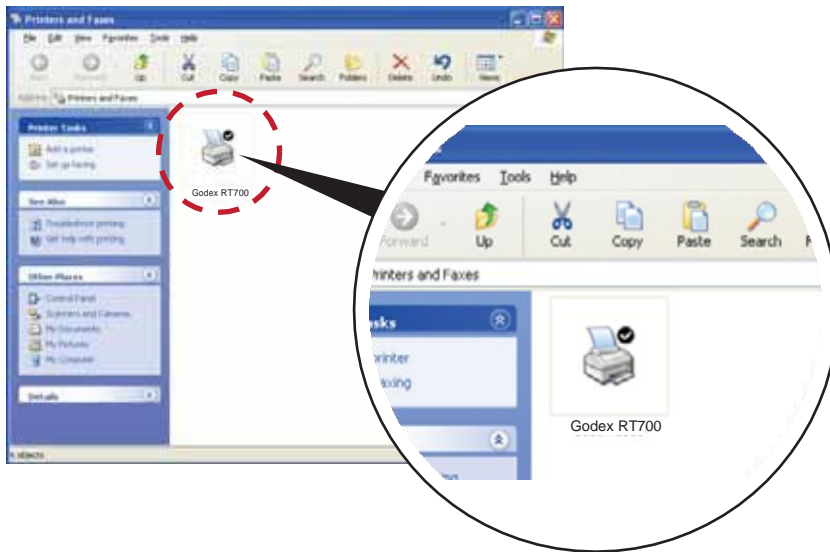 Printers and Faxes
File Edit View Favorites Tools Help
Back Forward Up Cut Copy Paste Search Folders Delete Undo Views
Address Printers and Faxes
Printer Tasks
Add a printer
Set up faxing
See Also
Troubleshoot printing
Get help with printing
Other Places
Control Panel
Scanners and Cameras
My Documents
My Pictures
My Computer
Details
objects
Godex RT700
Favorites Tools Help
Forward Up Cut Copy Paste Search
Printers and Faxes
asks
printer
axing
Godex RT700